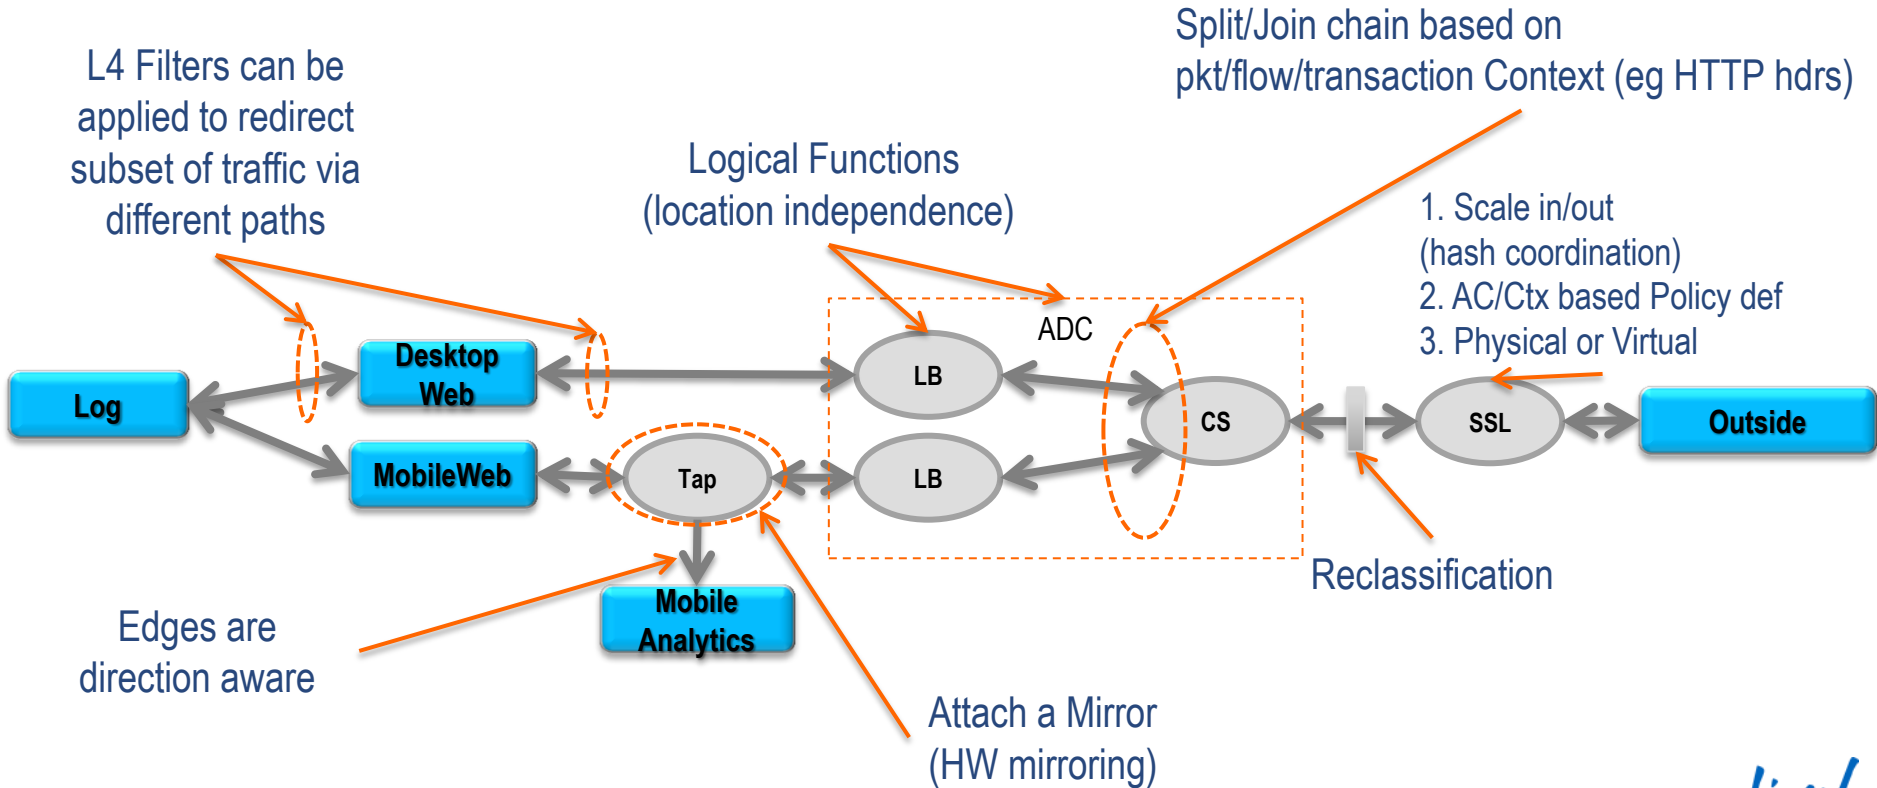 Split/Join chain based on
pkt/flow/transaction Context (eg HTTP hdrs)
L4 Filters can be
applied to redirect
subset of traffic via
different paths
Logical Functions
(location independence)
1. Scale in/out
(hash coordination)
2. AC/Ctx based Policy def
3. Physical or Virtual
ADC
Desktop
Web
LB
Log
CS
SSL
Outside
MobileWeb
Tap
LB
Reclassification
Mobile
Analytics
Edges are
direction aware
Attach a Mirror
(HW mirroring)